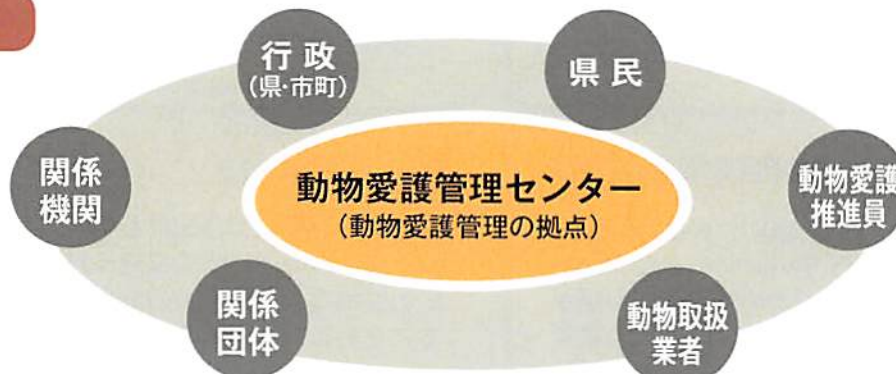 行政
(県・市町)
県民
関係
機関
動物愛護管理センター
(動物愛護管理の拠点)
動物愛護
推進員
関係
団体
動物取扱
業者